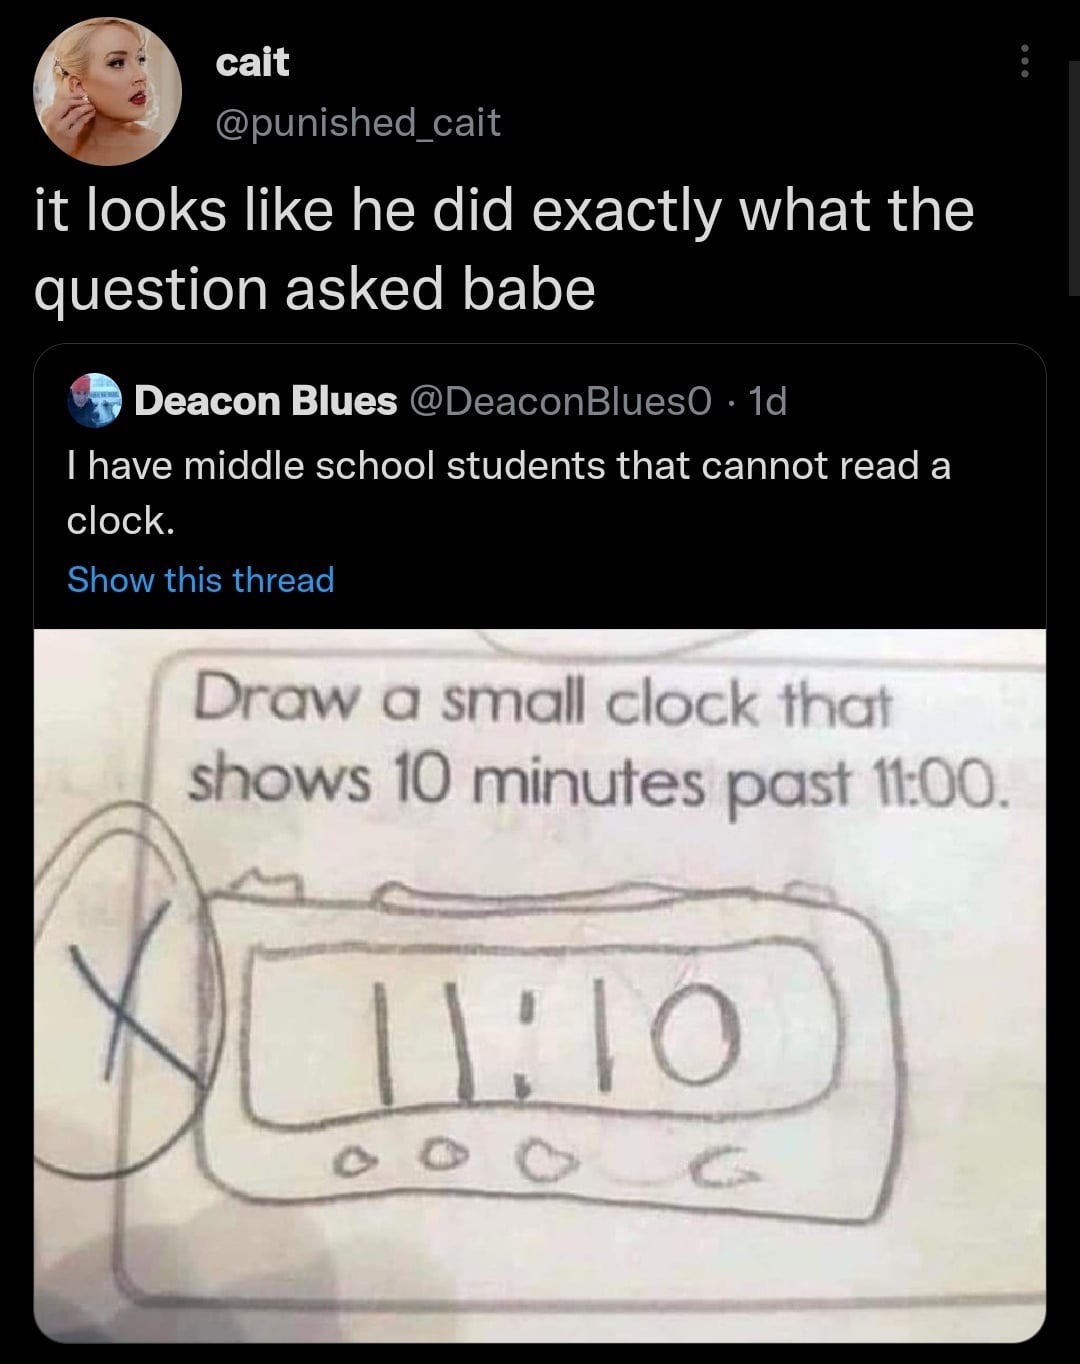 cait
@punished_cait
it looks like he did exactly what the
question asked babe
Deacon Blues @DeaconBlues0 · 1d
I have middle school students that cannot read a
clock.
Show this thread
Draw a small clock that
shows 10 minutes past 11:00.
X
11:10